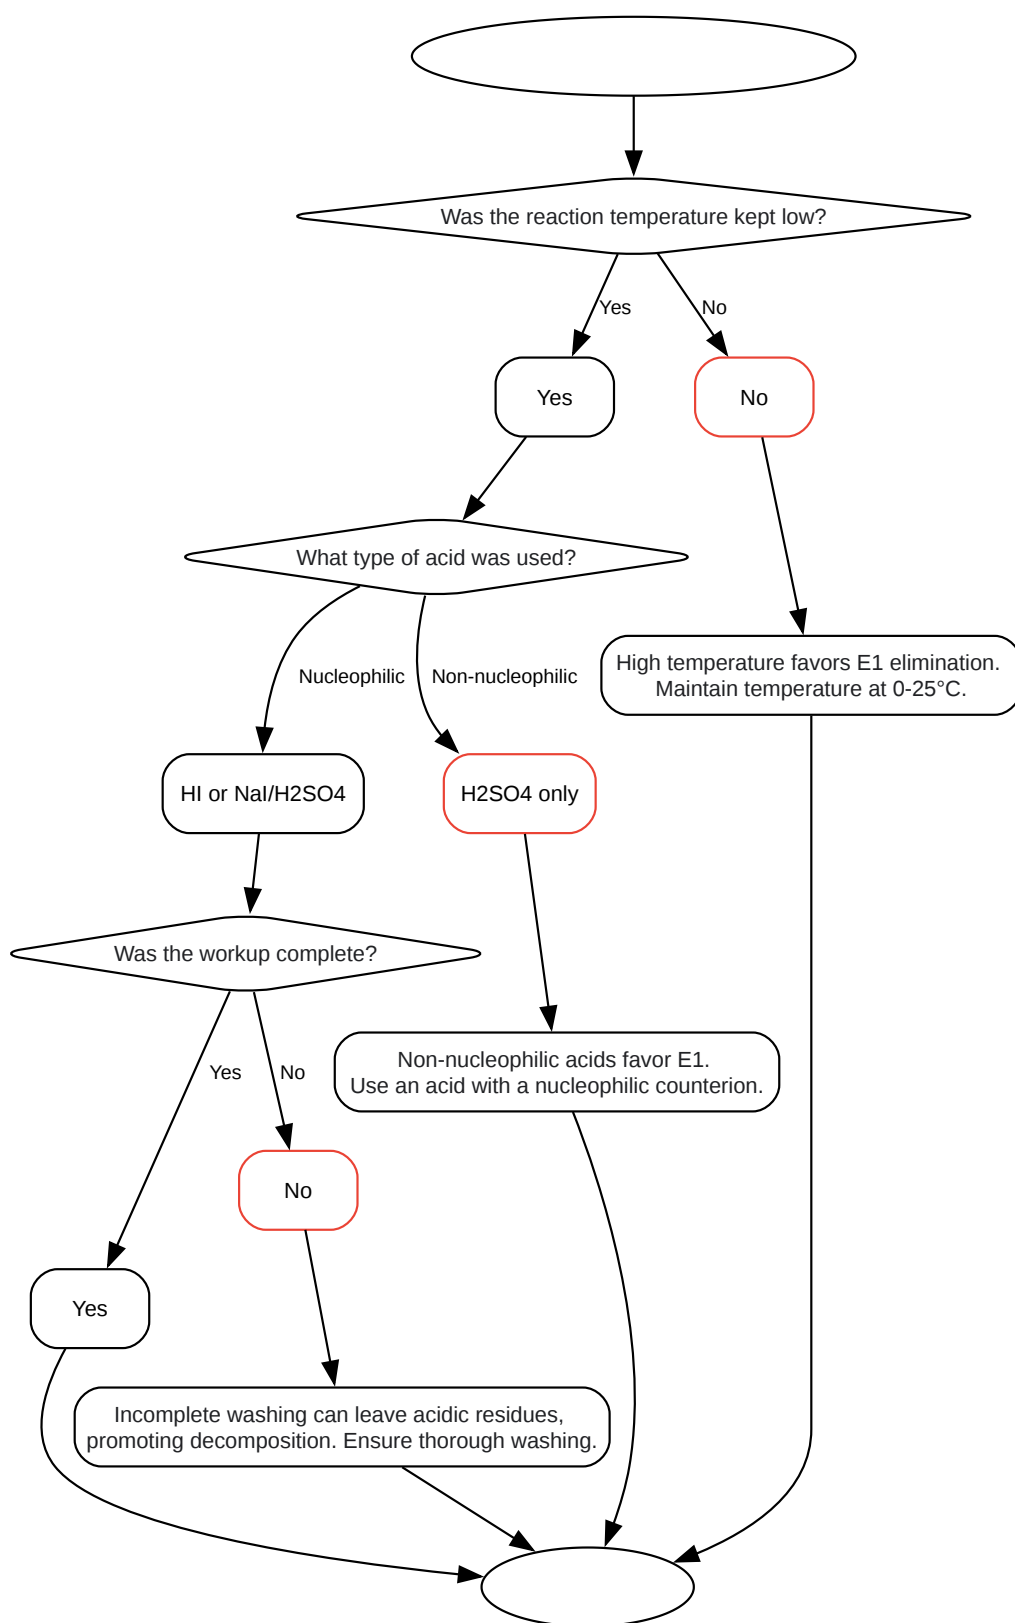 Was the reaction temperature kept low?
Yes
No
Yes
No
What type of acid was used?
High temperature favors E1 elimination.
Maintain temperature at 0-25°C.
Nucleophilic
Non-nucleophilic
HI or NaI/H2SO4
H2SO4 only
Was the workup complete?
Non-nucleophilic acids favor E1.
Use an acid with a nucleophilic counterion.
Yes
No
No
Yes
Incomplete washing can leave acidic residues,
promoting decomposition. Ensure thorough washing.